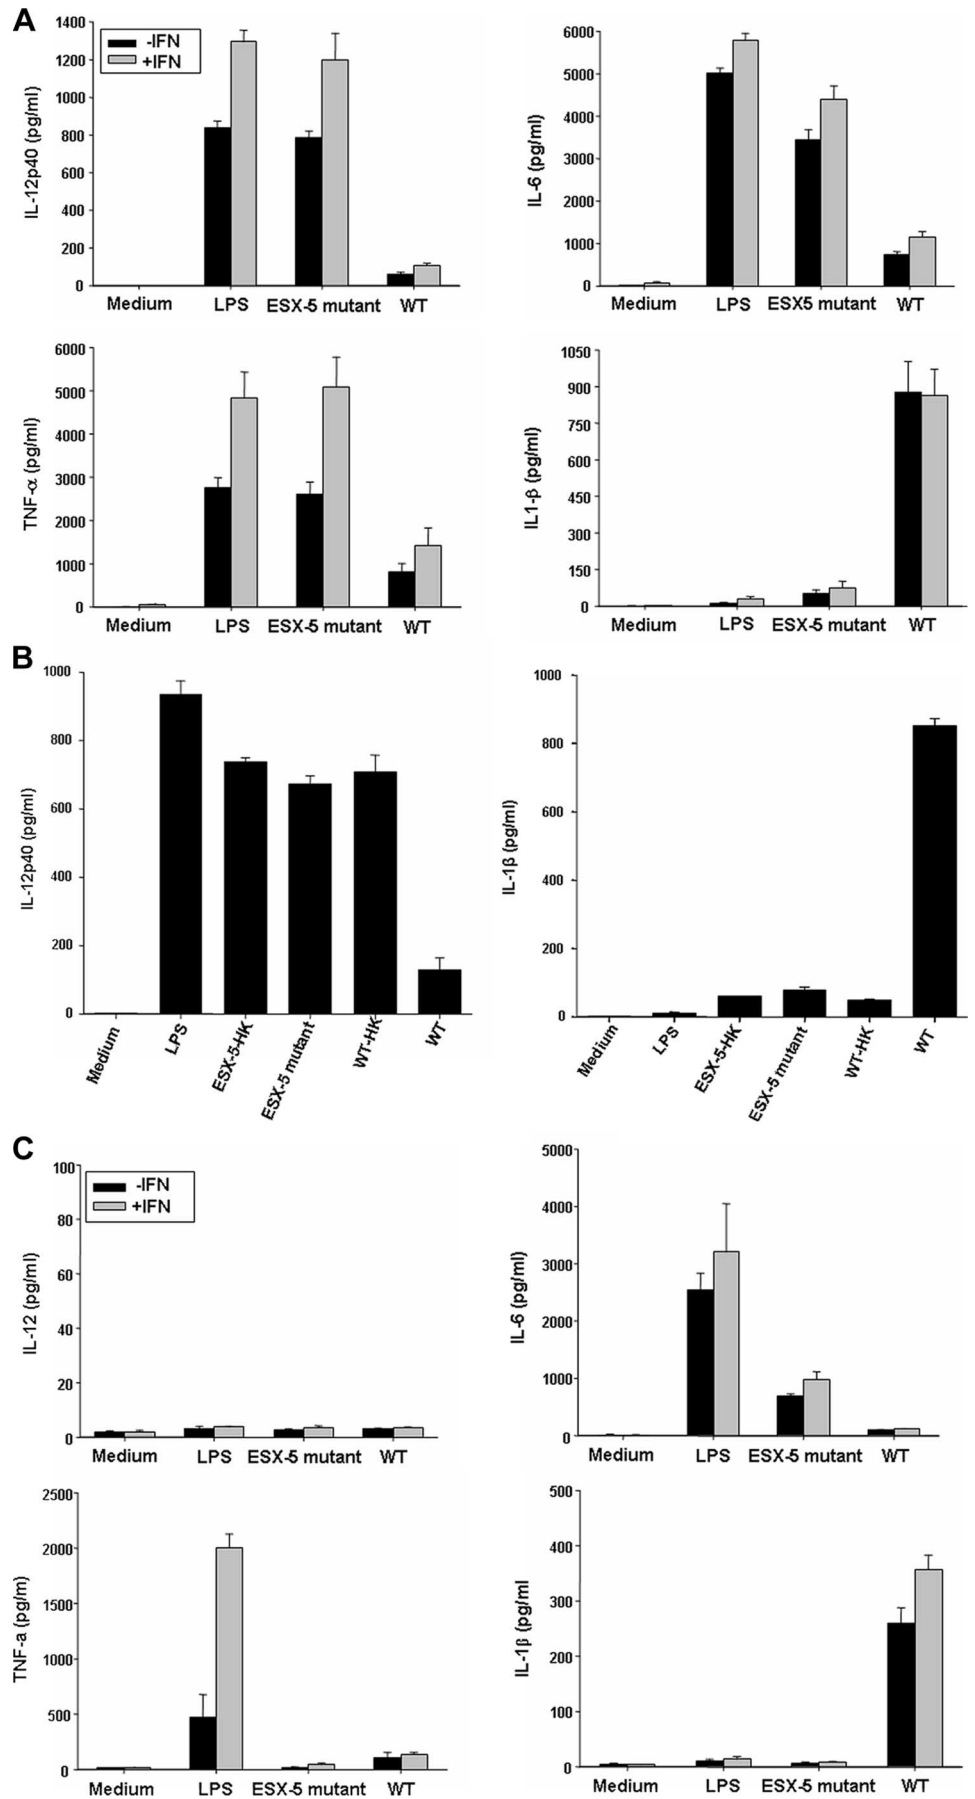 A
IL-12p40 (pg/ml)
1400
1200
1000
800
600
400
200
0
-IFN
+IFN
Medium LPS ESX-5 mutant WT
IL-6 (pg/ml)
6000
5000
4000
3000
2000
1000
0
Medium LPS ESX5 mutant WT
TNF-α (pg/ml)
6000
5000
4000
3000
2000
1000
0
Medium LPS ESX-5 mutant WT
IL1-β (pg/ml)
1050
900
750
600
450
300
150
0
Medium LPS ESX-5 mutant WT
B
IL-12p40 (pg/ml)
1000
800
600
400
200
0
Medium LPS ESX-5-HK ESX-5 mutant WT-HK WT
IL-1β (pg/ml)
1000
800
600
400
200
0
Medium LPS ESX-5-HK ESX-5 mutant WT-HK WT
C
IL-12 (pg/ml)
100
80
60
40
20
0
-IFN
+IFN
Medium LPS ESX-5 mutant WT
IL-6 (pg/ml)
5000
4000
3000
2000
1000
0
Medium LPS ESX-5 mutant WT
TNF-a (pg/m)
2500
2000
1500
1000
500
0
Medium LPS ESX-5 mutant WT
IL-1β (pg/ml
500
400
300
200
100
0
Medium LPS ESX-5 mutant WT